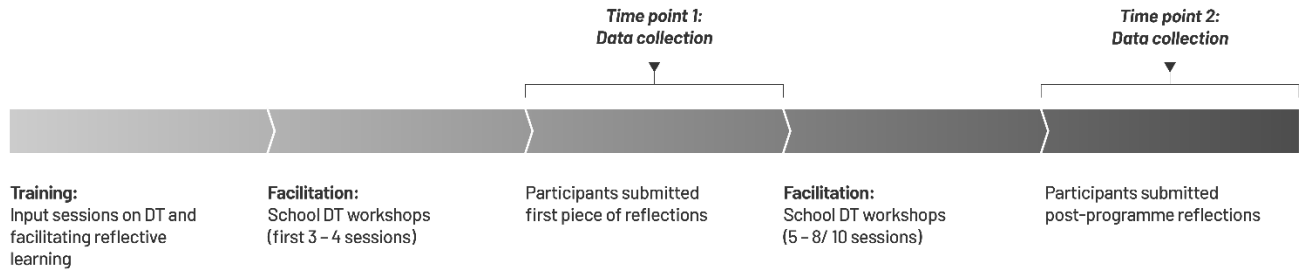 Time point 1:
Data collection
Time point 2:
Data collection
Training:
Input sessions on DT and
facilitating reflective
learning
Facilitation:
School DT workshops
(first 3 – 4 sessions)
Participants submitted
first piece of reflections
Facilitation:
School DT workshops
(5 – 8/ 10 sessions)
Participants submitted
post-programme reflections